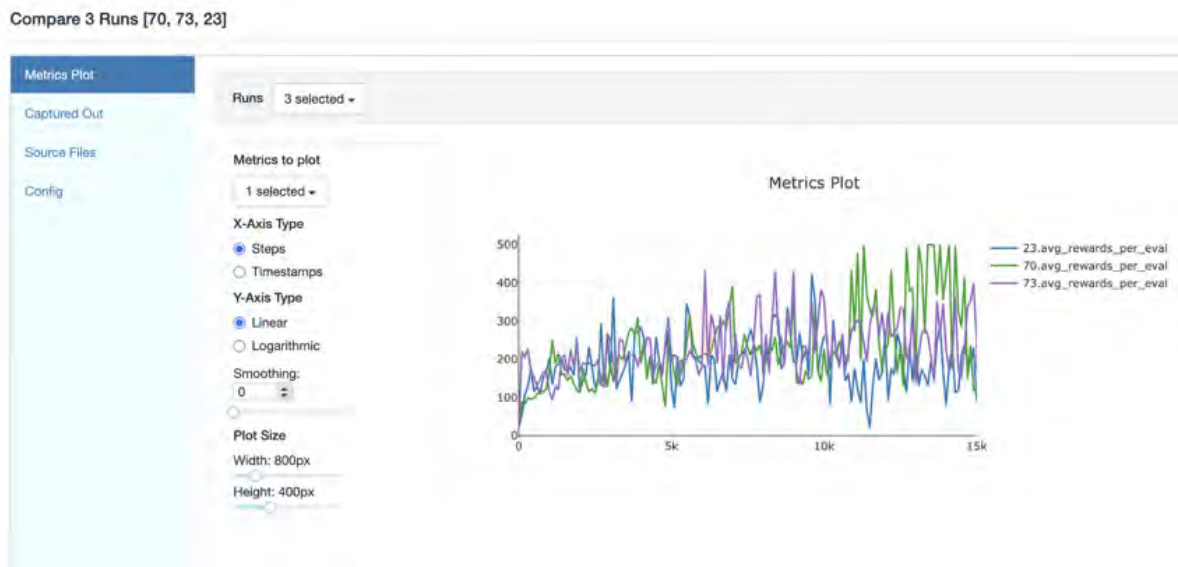 Compare 3 Runs [70, 73, 23]
Metrics Plot
Captured Out
Source Files
Config
Runs 3 selected
Metrics to plot
1 selected
X-Axis Type
Steps
Timestamps
Y-Axis Type
Linear
Logarithmic
Smoothing:
0
Plot Size
Width: 800px
Height: 400px
Metrics Plot
500
400
300
200
100
0
0 5k 10k 15k
23.avg_rewards_per_eval
70.avg_rewards_per_eval
73.avg_rewards_per_eval